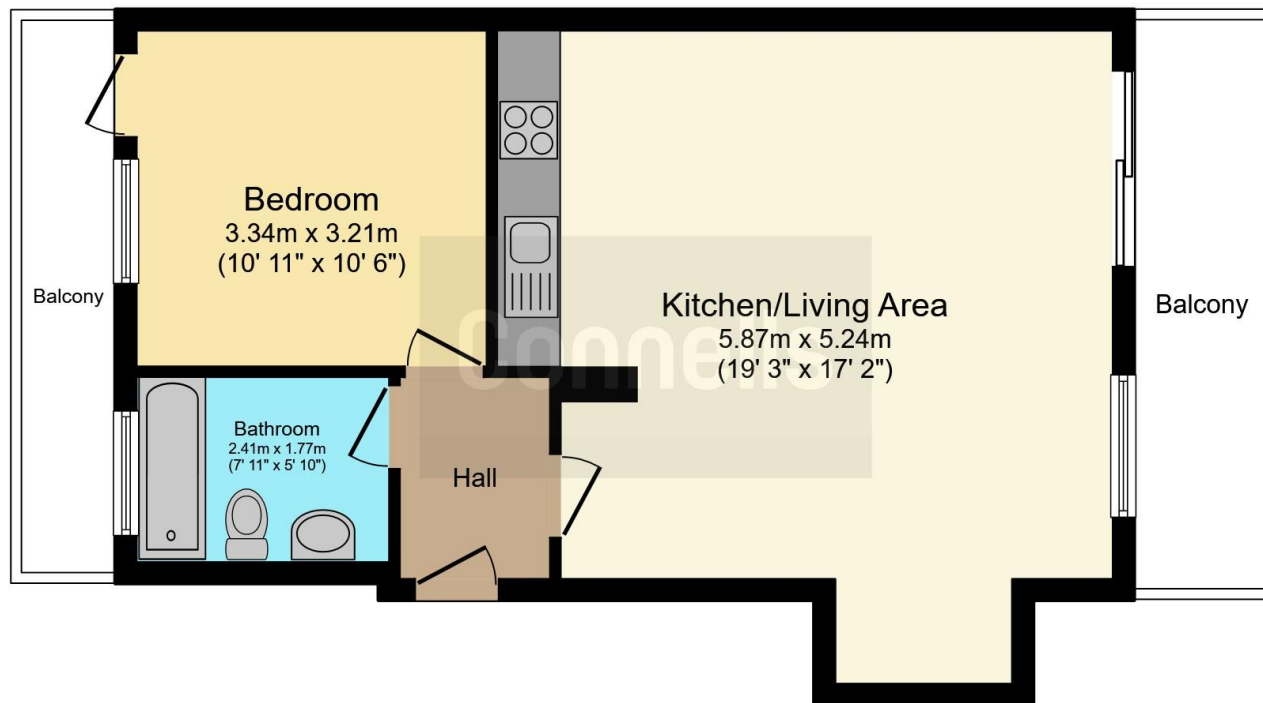 Bedroom
3.34m x 3.21m
(10' 11" x 10' 6")
Balcony
Kitchen/Living Area
5.87m x 5.24m
(19' 3" x 17' 2")
Balcony
Connells
Bathroom
2.41m x 1.77m
(7' 11" x 5' 10")
Hall